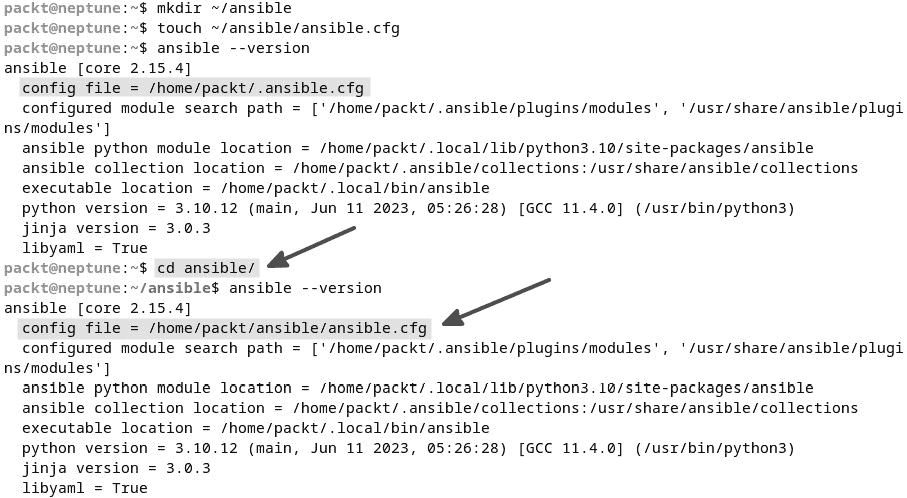 packt@neptune:~$ mkdir ~/ansible
packt@neptune:~$ touch ~/ansible/ansible.cfg
packt@neptune:~$ ansible --version
ansible [core 2.15.4]
  config file = /home/packt/.ansible.cfg
  configured module search path = ['/home/packt/.ansible/plugins/modules', '/usr/share/ansible/plugi
ns/modules']
  ansible python module location = /home/packt/.local/lib/python3.10/site-packages/ansible
  ansible collection location = /home/packt/.ansible/collections:/usr/share/ansible/collections
  executable location = /home/packt/.local/bin/ansible
  python version = 3.10.12 (main, Jun 11 2023, 05:26:28) [GCC 11.4.0] (/usr/bin/python3)
  jinja version = 3.0.3
  libyaml = True
packt@neptune:~$ cd ansible/
packt@neptune:~/ansible$ ansible --version
ansible [core 2.15.4]
  config file = /home/packt/ansible/ansible.cfg
  configured module search path = ['/home/packt/.ansible/plugins/modules', '/usr/share/ansible/plugi
ns/modules']
  ansible python module location = /home/packt/.local/lib/python3.10/site-packages/ansible
  ansible collection location = /home/packt/.ansible/collections:/usr/share/ansible/collections
  executable location = /home/packt/.local/bin/ansible
  python version = 3.10.12 (main, Jun 11 2023, 05:26:28) [GCC 11.4.0] (/usr/bin/python3)
  jinja version = 3.0.3
  libyaml = True